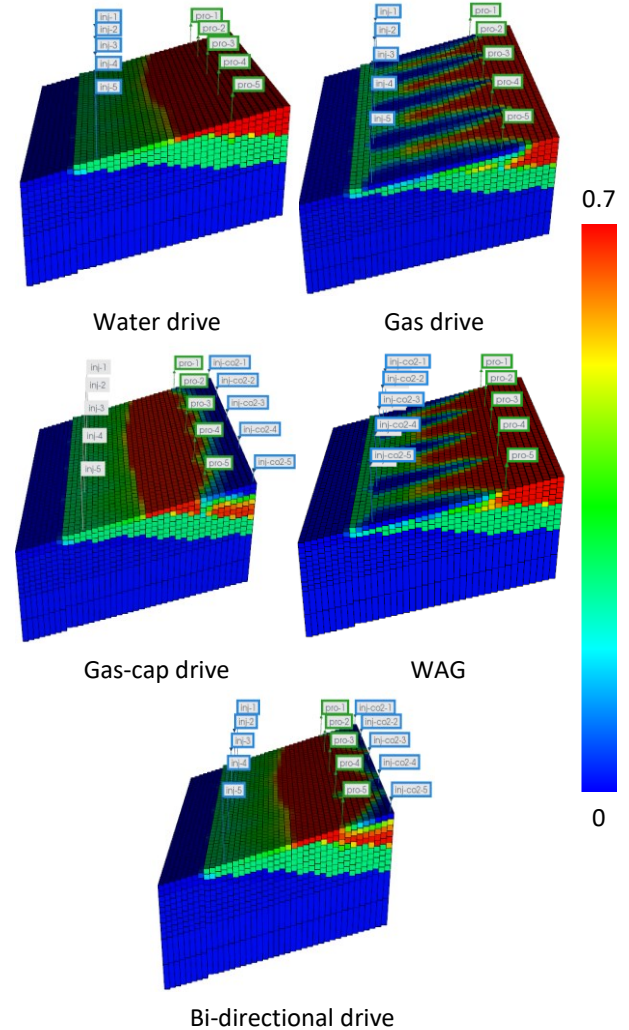 inj-1
inj-2
inj-3
inj-4
inj-5
pro-1
pro-2
pro-3
pro-4
pro-5
Water drive
inj-1
inj-2
inj-3
inj-4
inj-5
pro-1
pro-2
pro-3
pro-4
pro-5
Gas drive
0.7
0
inj-1
inj-2
inj-3
inj-4
inj-5
pro-1
pro-2
pro-3
pro-4
pro-5
inj-co2-1
inj-co2-2
inj-co2-3
inj-co2-4
inj-co2-5
Gas-cap drive
inj-co2-1
inj-co2-2
inj-co2-3
inj-co2-4
inj-co2-5
pro-1
pro-2
pro-3
pro-4
pro-5
WAG
inj-1
inj-2
inj-3
inj-4
inj-5
pro-1
pro-2
pro-3
pro-4
pro-5
inj-co2-1
inj-co2-2
inj-co2-3
inj-co2-4
inj-co2-5
Bi-directional drive